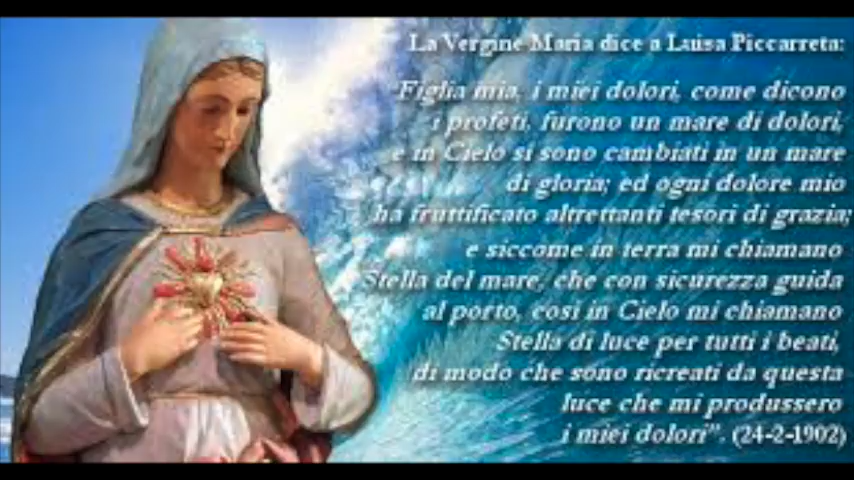 La Vergine Maria dice a Luisa Piccarreta:
"Figlia mia, i miei dolori, come dicono
i profeti, furono un mare di dolori,
e in Cielo si sono cambiati in un mare
di gloria; ed ogni dolore mio
ha fruttificato altrettanti tesori di grazia;
e siccome in terra mi chiamano
Stella del mare, che con sicurezza guida
al porto, così in Cielo mi chiamano
Stella di luce per tutti i beati,
di modo che sono ricreati da questa
luce che mi produssero
i miei dolori". (24-2-1902)